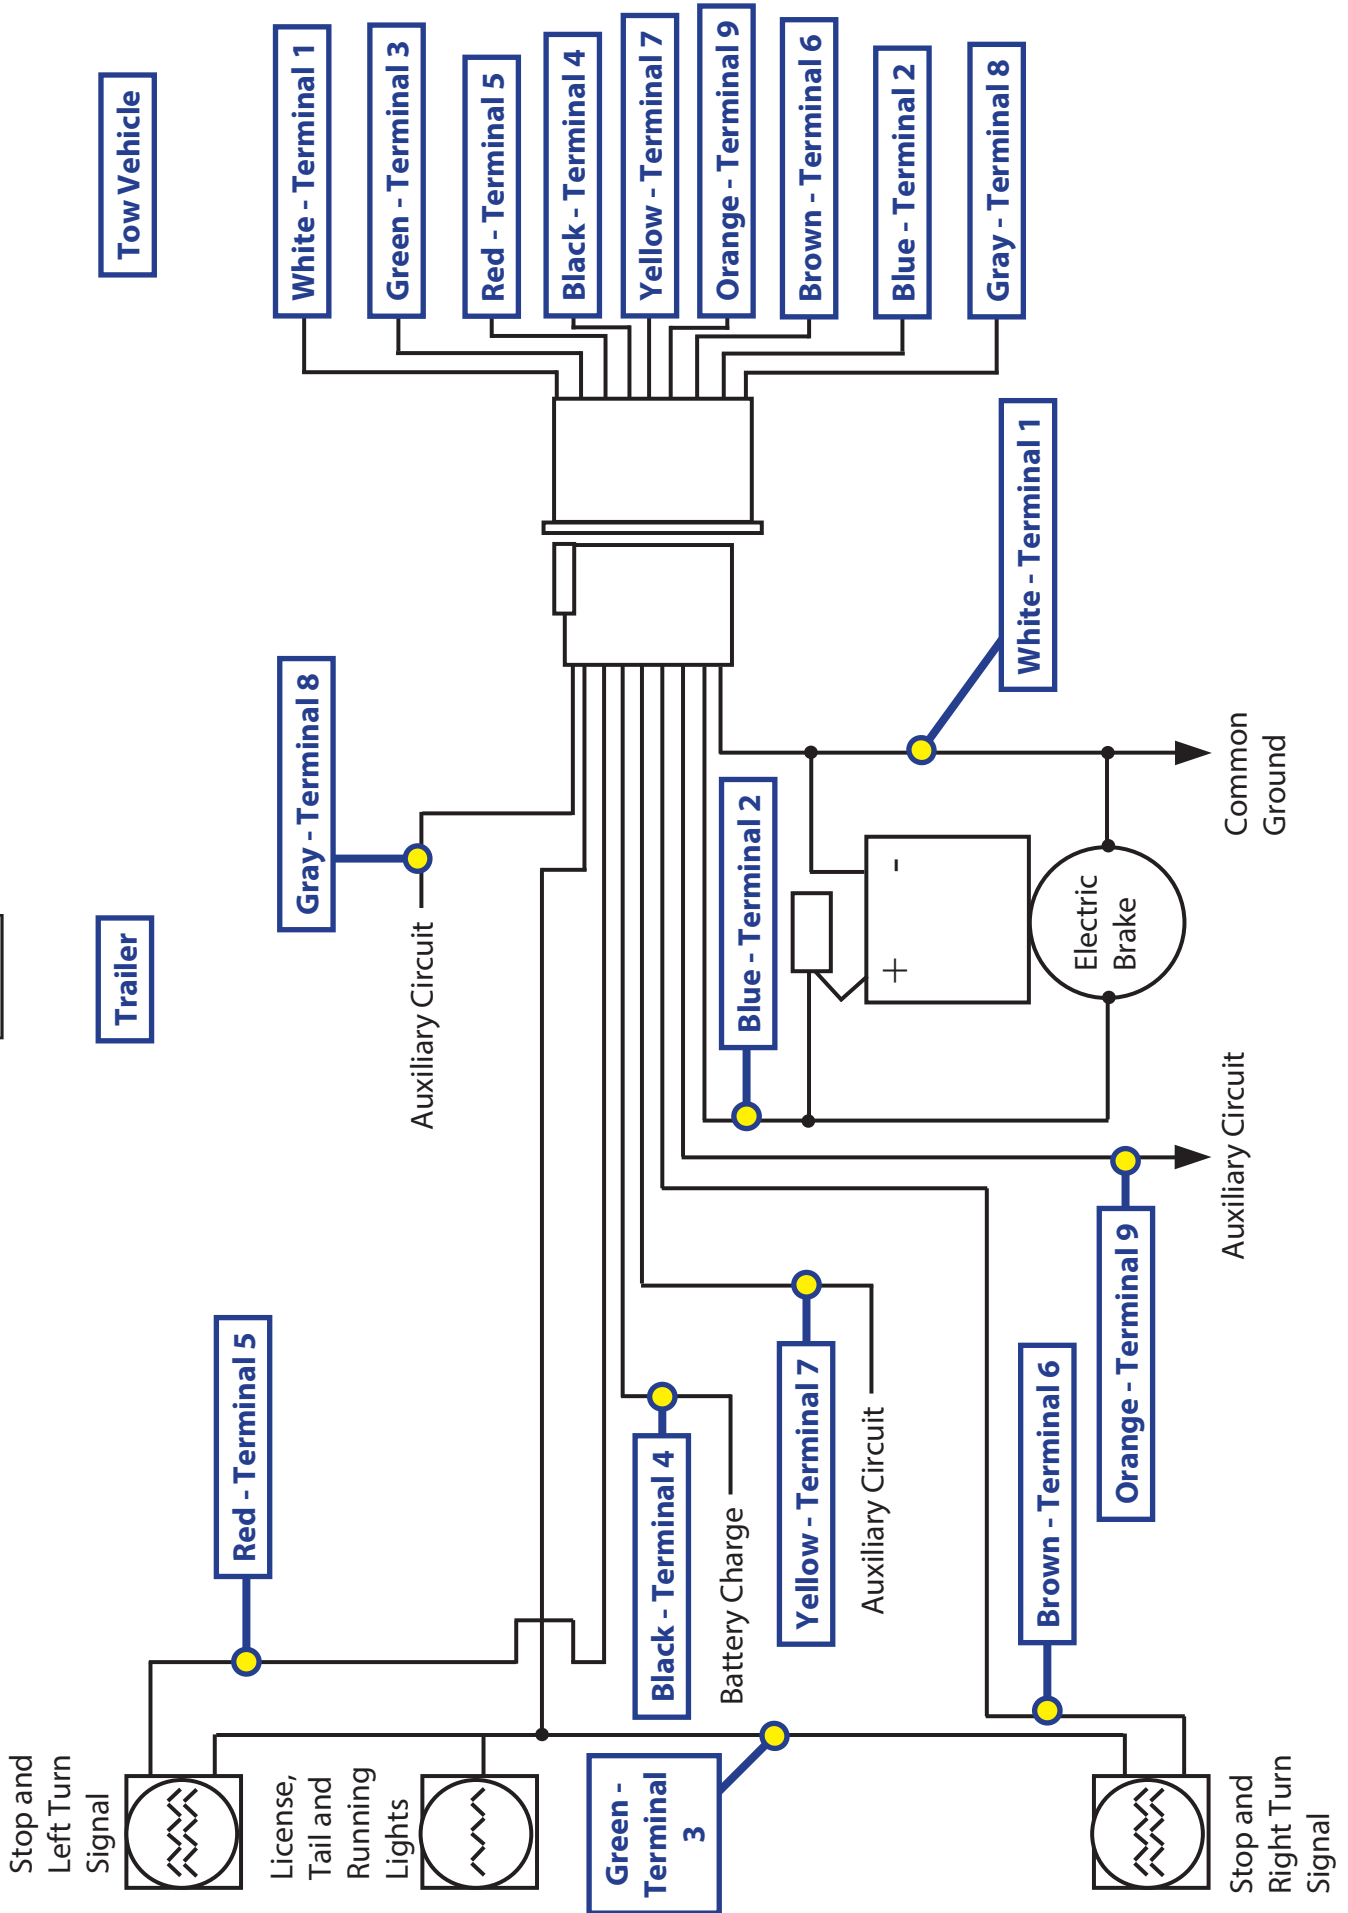 Stop and
Left Turn
Signal
License,
Tail and
Running
Lights
Green -
Terminal
3
Stop and
Right Turn
Signal
Red - Terminal 5
Black - Terminal 4
Battery Charge
Yellow - Terminal 7
Auxiliary Circuit
Brown - Terminal 6
Orange - Terminal 9
Auxiliary Circuit
Trailer
Gray - Terminal 8
Auxiliary Circuit
Blue - Terminal 2
+
-
Electric
Brake
Common
Ground
White - Terminal 1
Tow Vehicle
White - Terminal 1
Green - Terminal 3
Red - Terminal 5
Black - Terminal 4
Yellow - Terminal 7
Orange - Terminal 9
Brown - Terminal 6
Blue - Terminal 2
Gray - Terminal 8